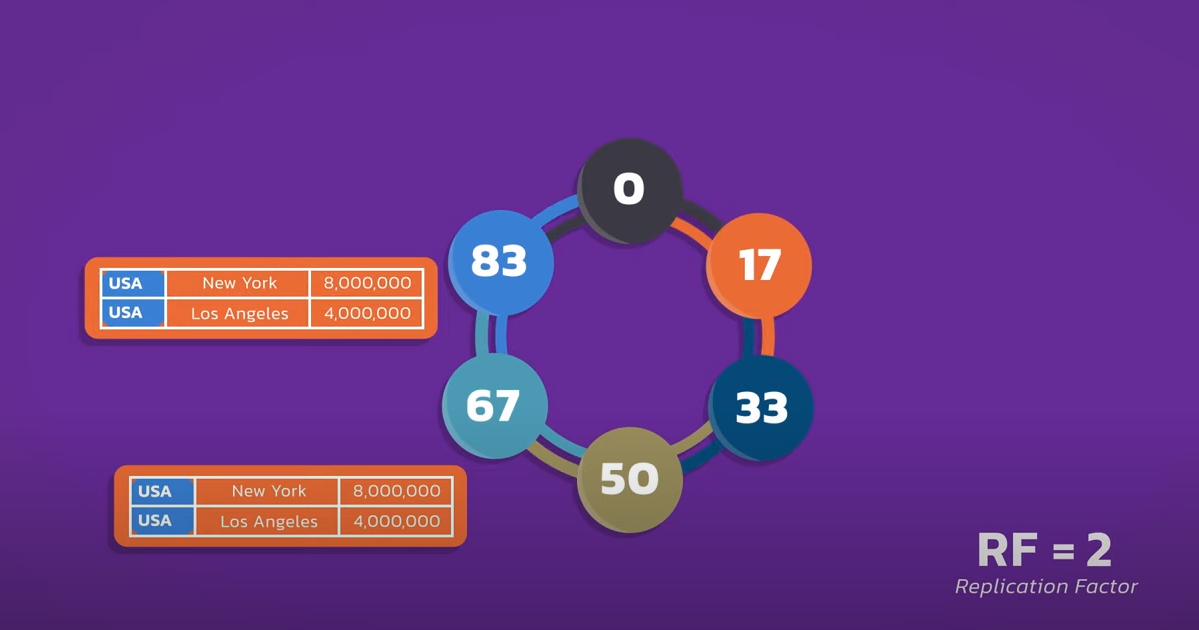 0
83
17
USA New York 8,000,000
USA Los Angeles 4,000,000
67
33
50
USA New York 8,000,000
USA Los Angeles 4,000,000
RF = 2
Replication Factor